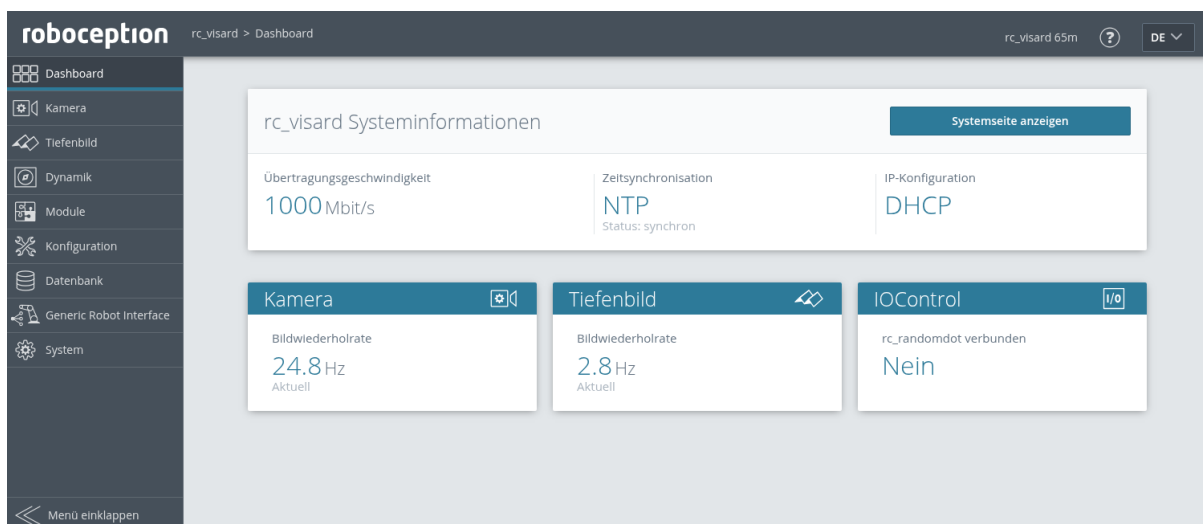 roboception
rc_visard > Dashboard
rc_visard 65m
?
DE
Dashboard
Kamera
Tiefenbild
Dynamik
Module
Konfiguration
Datenbank
Generic Robot Interface
System
Menü einklappen
rc_visard Systeminformationen
Systemseite anzeigen
Übertragungsgeschwindigkeit
1000 Mbit/s
Zeitsynchronisation
NTP
Status: synchron
IP-Konfiguration
DHCP
Kamera
Bildwiederholrate
24.8 Hz
Aktuell
Tiefenbild
Bildwiederholrate
2.8 Hz
Aktuell
IOControl
I/O
rc_randomdot verbunden
Nein